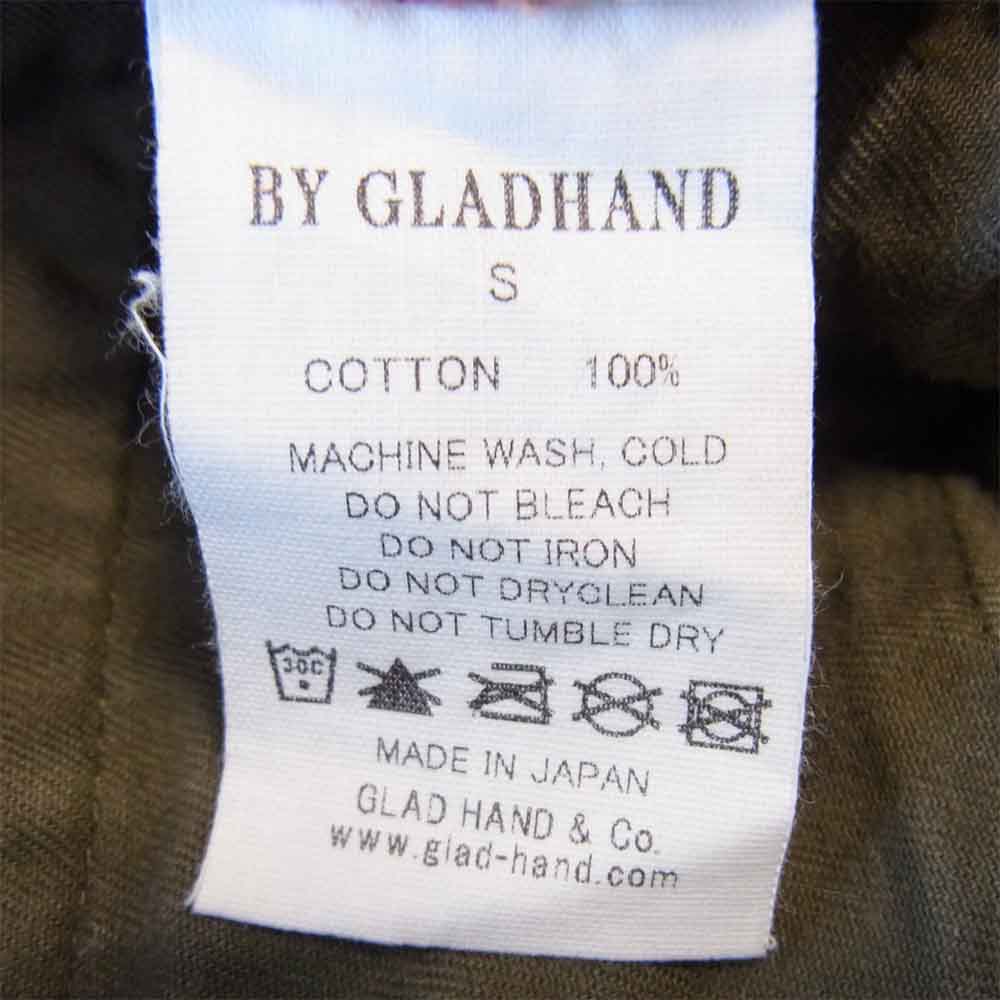 BY GLADHAND
S
COTTON 100%
MACHINE WASH, COLD
DO NOT BLEACH
DO NOT IRON
DO NOT DRYCLEAN
DO NOT TUMBLE DRY
30C
MADE IN JAPAN
GLAD HAND & Co.
www.glad-hand.com